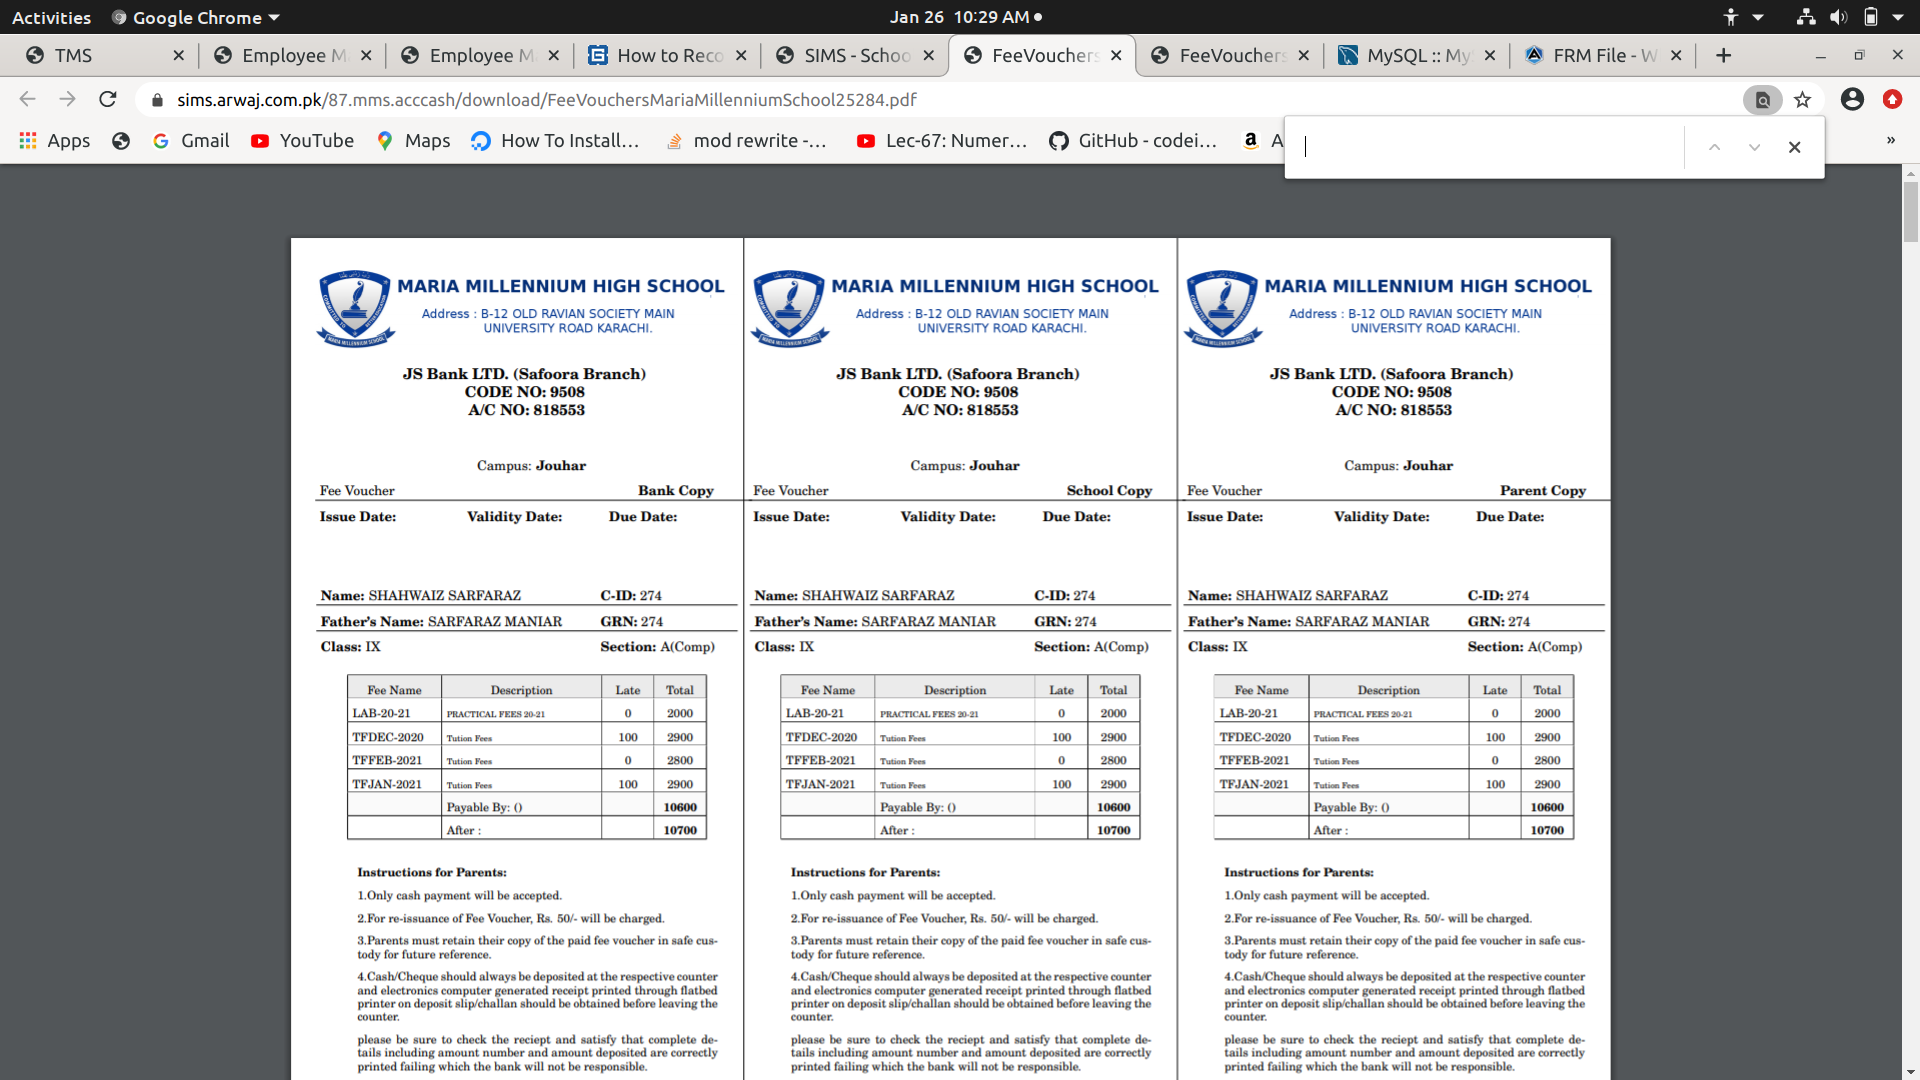 Activities Google Chrome Jan 26 10:29 AM
TMS Employee M Employee M How to Reco SIMS - Schoo FeeVouchers FeeVouchers MySQL :: My FRM File - W
sims.arwaj.com.pk/87.mms.acccash/download/FeeVouchersMariaMillenniumSchool25284.pdf
Apps Gmail YouTube Maps How To Install... mod rewrite -... Lec-67: Numer... GitHub - codei... A »
MARIA MILLENNIUM HIGH SCHOOL
Address : B-12 OLD RAVIAN SOCIETY MAIN
UNIVERSITY ROAD KARACHI.
JS Bank LTD. (Safoora Branch)
CODE NO: 9508
A/C NO: 818553
Campus: Jouhar
Fee Voucher Bank Copy
Issue Date: Validity Date: Due Date:
Name: SHAHWAIZ SARFARAZ C-ID: 274
Father's Name: SARFARAZ MANIAR GRN: 274
Class: IX Section: A(Comp)
Fee Name Description Late Total
LAB-20-21 PRACTICAL FEES 20-21 0 2000
TFDEC-2020 Tution Fees 100 2900
TFFEB-2021 Tution Fees 0 2800
TFJAN-2021 Tution Fees 100 2900
Payable By: () 10600
After : 10700
Instructions for Parents:
1.Only cash payment will be accepted.
2.For re-issuance of Fee Voucher, Rs. 50/- will be charged.
3.Parents must retain their copy of the paid fee voucher in safe cus-
tody for future reference.
4.Cash/Cheque should always be deposited at the respective counter
and electronics computer generated receipt printed through flatbed
printer on deposit slip/challan should be obtained before leaving the
counter.
please be sure to check the reciept and satisfy that complete de-
tails including amount number and amount deposited are correctly
printed failing which the bank will not be responsible.
MARIA MILLENNIUM HIGH SCHOOL
Address : B-12 OLD RAVIAN SOCIETY MAIN
UNIVERSITY ROAD KARACHI.
JS Bank LTD. (Safoora Branch)
CODE NO: 9508
A/C NO: 818553
Campus: Jouhar
Fee Voucher School Copy
Issue Date: Validity Date: Due Date:
Name: SHAHWAIZ SARFARAZ C-ID: 274
Father's Name: SARFARAZ MANIAR GRN: 274
Class: IX Section: A(Comp)
Fee Name Description Late Total
LAB-20-21 PRACTICAL FEES 20-21 0 2000
TFDEC-2020 Tution Fees 100 2900
TFFEB-2021 Tution Fees 0 2800
TFJAN-2021 Tution Fees 100 2900
Payable By: () 10600
After : 10700
Instructions for Parents:
1.Only cash payment will be accepted.
2.For re-issuance of Fee Voucher, Rs. 50/- will be charged.
3.Parents must retain their copy of the paid fee voucher in safe cus-
tody for future reference.
4.Cash/Cheque should always be deposited at the respective counter
and electronics computer generated receipt printed through flatbed
printer on deposit slip/challan should be obtained before leaving the
counter.
please be sure to check the reciept and satisfy that complete de-
tails including amount number and amount deposited are correctly
printed failing which the bank will not be responsible.
MARIA MILLENNIUM HIGH SCHOOL
Address : B-12 OLD RAVIAN SOCIETY MAIN
UNIVERSITY ROAD KARACHI.
JS Bank LTD. (Safoora Branch)
CODE NO: 9508
A/C NO: 818553
Campus: Jouhar
Fee Voucher Parent Copy
Issue Date: Validity Date: Due Date:
Name: SHAHWAIZ SARFARAZ C-ID: 274
Father's Name: SARFARAZ MANIAR GRN: 274
Class: IX Section: A(Comp)
Fee Name Description Late Total
LAB-20-21 PRACTICAL FEES 20-21 0 2000
TFDEC-2020 Tution Fees 100 2900
TFFEB-2021 Tution Fees 0 2800
TFJAN-2021 Tution Fees 100 2900
Payable By: () 10600
After : 10700
Instructions for Parents:
1.Only cash payment will be accepted.
2.For re-issuance of Fee Voucher, Rs. 50/- will be charged.
3.Parents must retain their copy of the paid fee voucher in safe cus-
tody for future reference.
4.Cash/Cheque should always be deposited at the respective counter
and electronics computer generated receipt printed through flatbed
printer on deposit slip/challan should be obtained before leaving the
counter.
please be sure to check the reciept and satisfy that complete de-
tails including amount number and amount deposited are correctly
printed failing which the bank will not be responsible.